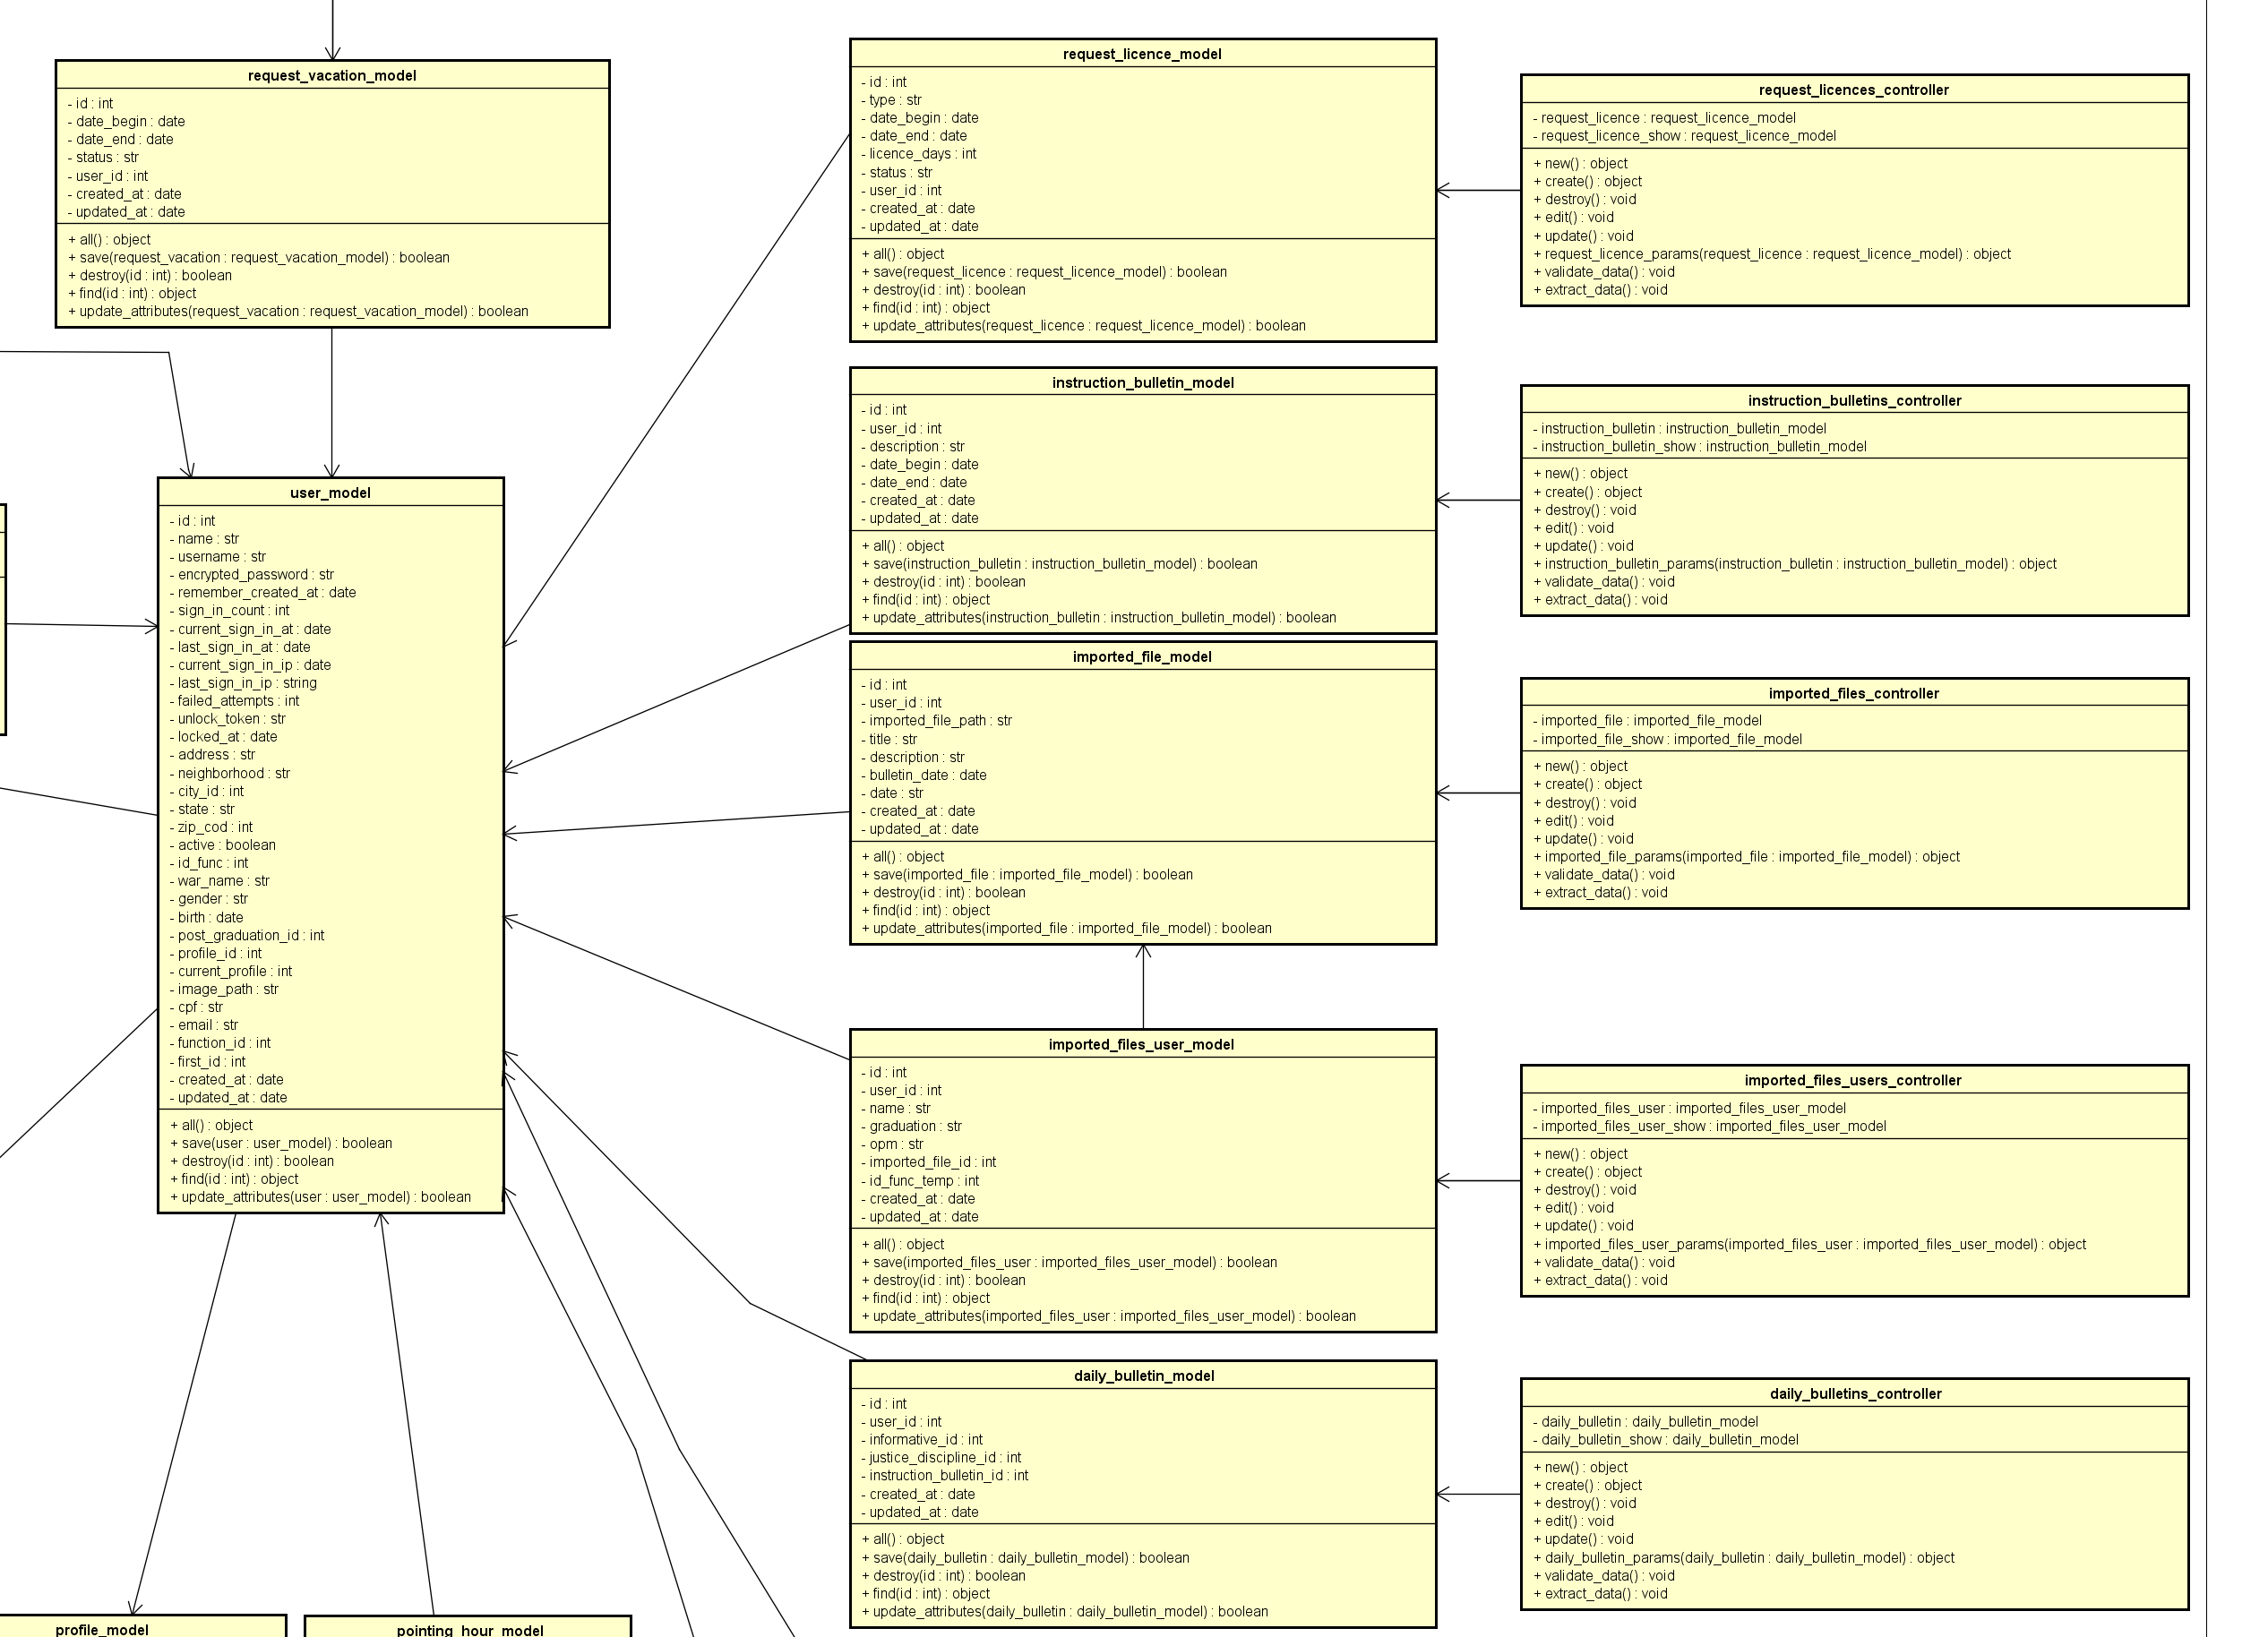 request_vacation_model
- id : int
- date_begin : date
- date_end : date
- status : str
- user_id : int
- created_at : date
- updated_at : date
+ all() : object
+ save(request_vacation : request_vacation_model) : boolean
+ destroy(id : int) : boolean
+ find(id : int) : object
+ update_attributes(request_vacation : request_vacation_model) : boolean
user_model
- id : int
- name : str
- username : str
- encrypted_password : str
- remember_created_at : date
- sign_in_count : int
- current_sign_in_at : date
- last_sign_in_at : date
- current_sign_in_ip : date
- last_sign_in_ip : string
- failed_attempts : int
- unlock_token : str
- locked_at : date
- address : str
- neighborhood : str
- city_id : int
- state : str
- zip_cod : int
- active : boolean
- id_func : int
- war_name : str
- gender : str
- birth : date
- post_graduation_id : int
- profile_id : int
- current_profile : int
- image_path : str
- cpf : str
- email : str
- function_id : int
- first_id : int
- created_at : date
- updated_at : date
+ all() : object
+ save(user : user_model) : boolean
+ destroy(id : int) : boolean
+ find(id : int) : object
+ update_attributes(user : user_model) : boolean
profile_model
pointing_hour_model
request_licence_model
- id : int
- type : str
- date_begin : date
- date_end : date
- licence_days : int
- status : str
- user_id : int
- created_at : date
- updated_at : date
+ all() : object
+ save(request_licence : request_licence_model) : boolean
+ destroy(id : int) : boolean
+ find(id : int) : object
+ update_attributes(request_licence : request_licence_model) : boolean
request_licences_controller
- request_licence : request_licence_model
- request_licence_show : request_licence_model
+ new() : object
+ create() : object
+ destroy() : void
+ edit() : void
+ update() : void
+ request_licence_params(request_licence : request_licence_model) : object
+ validate_data() : void
+ extract_data() : void
instruction_bulletin_model
- id : int
- user_id : int
- description : str
- date_begin : date
- date_end : date
- created_at : date
- updated_at : date
+ all() : object
+ save(instruction_bulletin : instruction_bulletin_model) : boolean
+ destroy(id : int) : boolean
+ find(id : int) : object
+ update_attributes(instruction_bulletin : instruction_bulletin_model) : boolean
instruction_bulletins_controller
- instruction_bulletin : instruction_bulletin_model
- instruction_bulletin_show : instruction_bulletin_model
+ new() : object
+ create() : object
+ destroy() : void
+ edit() : void
+ update() : void
+ instruction_bulletin_params(instruction_bulletin : instruction_bulletin_model) : object
+ validate_data() : void
+ extract_data() : void
imported_file_model
- id : int
- user_id : int
- imported_file_path : str
- title : str
- description : str
- bulletin_date : date
- date : str
- created_at : date
- updated_at : date
+ all() : object
+ save(imported_file : imported_file_model) : boolean
+ destroy(id : int) : boolean
+ find(id : int) : object
+ update_attributes(imported_file : imported_file_model) : boolean
imported_files_controller
- imported_file : imported_file_model
- imported_file_show : imported_file_model
+ new() : object
+ create() : object
+ destroy() : void
+ edit() : void
+ update() : void
+ imported_file_params(imported_file : imported_file_model) : object
+ validate_data() : void
+ extract_data() : void
imported_files_user_model
- id : int
- user_id : int
- name : str
- graduation : str
- opm : str
- imported_file_id : int
- id_func_temp : int
- created_at : date
- updated_at : date
+ all() : object
+ save(imported_files_user : imported_files_user_model) : boolean
+ destroy(id : int) : boolean
+ find(id : int) : object
+ update_attributes(imported_files_user : imported_files_user_model) : boolean
imported_files_users_controller
- imported_files_user : imported_files_user_model
- imported_files_user_show : imported_files_user_model
+ new() : object
+ create() : object
+ destroy() : void
+ edit() : void
+ update() : void
+ imported_files_user_params(imported_files_user : imported_files_user_model) : object
+ validate_data() : void
+ extract_data() : void
daily_bulletin_model
- id : int
- user_id : int
- informative_id : int
- justice_discipline_id : int
- instruction_bulletin_id : int
- created_at : date
- updated_at : date
+ all() : object
+ save(daily_bulletin : daily_bulletin_model) : boolean
+ destroy(id : int) : boolean
+ find(id : int) : object
+ update_attributes(daily_bulletin : daily_bulletin_model) : boolean
daily_bulletins_controller
- daily_bulletin : daily_bulletin_model
- daily_bulletin_show : daily_bulletin_model
+ new() : object
+ create() : object
+ destroy() : void
+ edit() : void
+ update() : void
+ daily_bulletin_params(daily_bulletin : daily_bulletin_model) : object
+ validate_data() : void
+ extract_data() : void